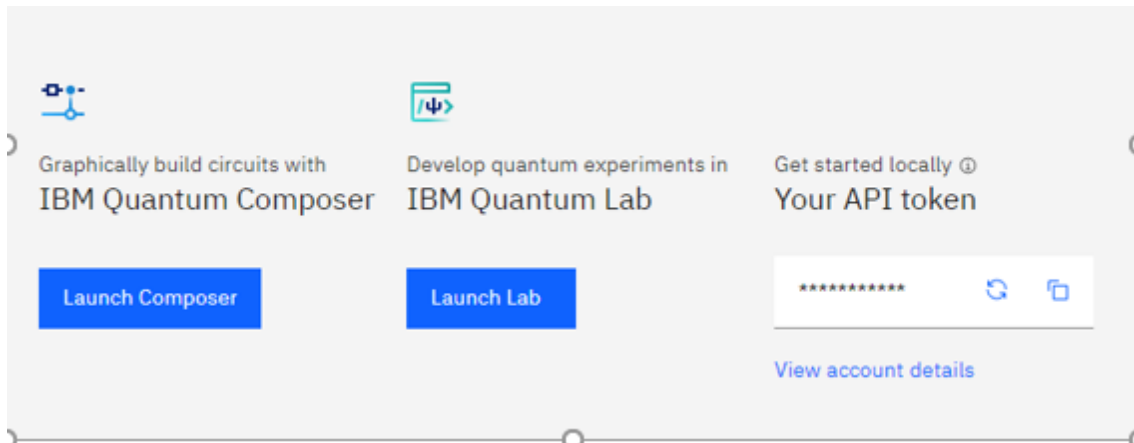 Graphically build circuits with
IBM Quantum Composer
Launch Composer
Develop quantum experiments in
IBM Quantum Lab
Launch Lab
Get started locally
Your API token
***********
View account details